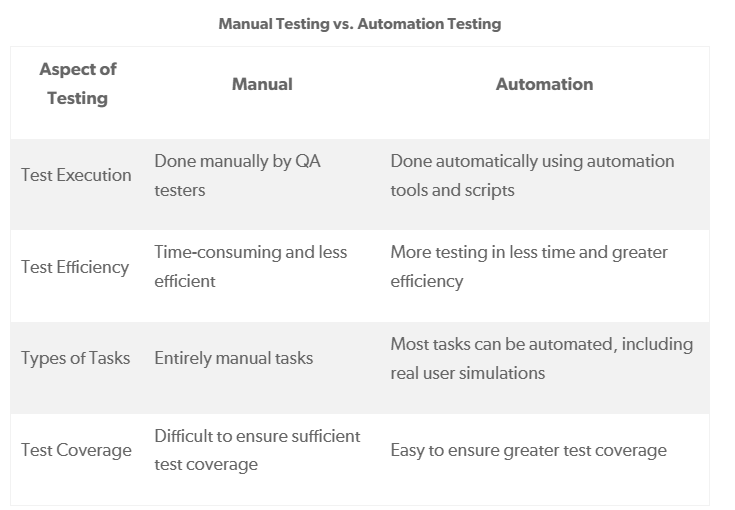 Manual Testing vs. Automation Testing
Aspect of
Testing
Manual
Automation
Test Execution
Done manually by QA
testers
Done automatically using automation
tools and scripts
Test Efficiency
Time-consuming and less
efficient
More testing in less time and greater
efficiency
Types of Tasks
Entirely manual tasks
Most tasks can be automated, including
real user simulations
Test Coverage
Difficult to ensure sufficient
test coverage
Easy to ensure greater test coverage